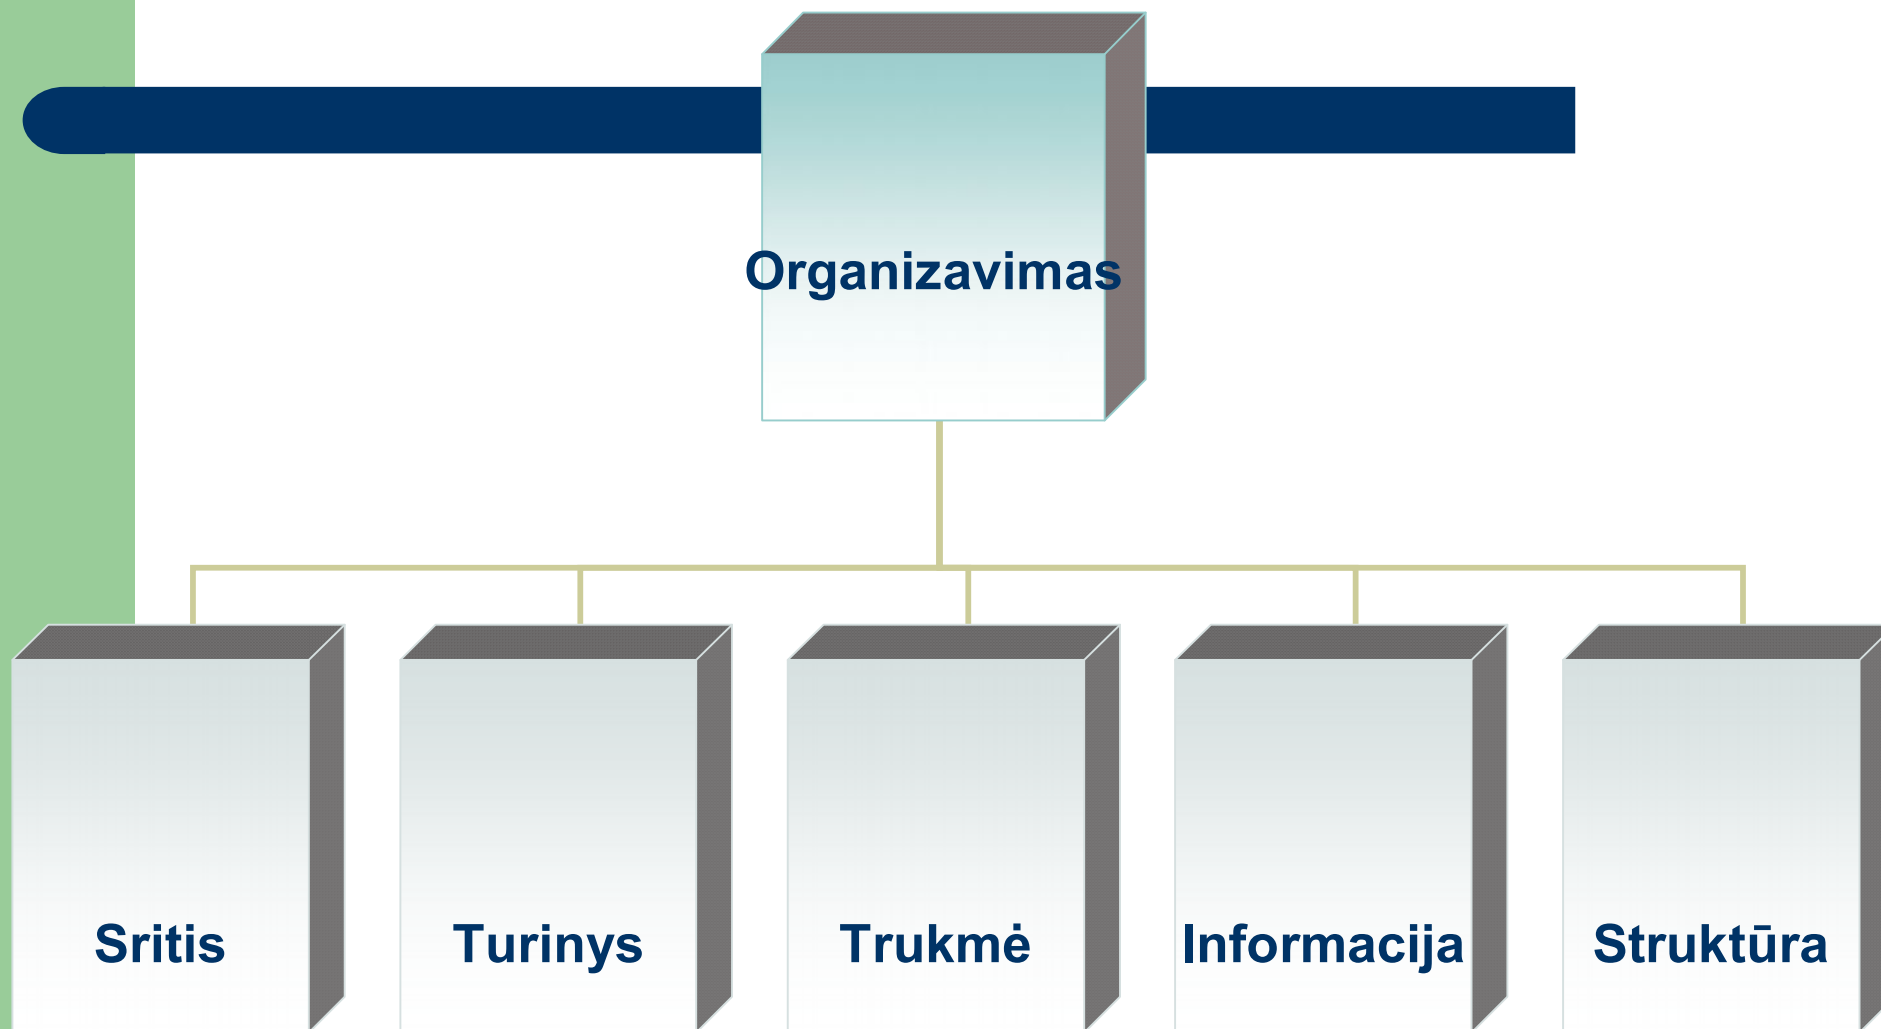 Organizavimas
Sritis
Turinys
Trukmė
Informacija
Struktūra